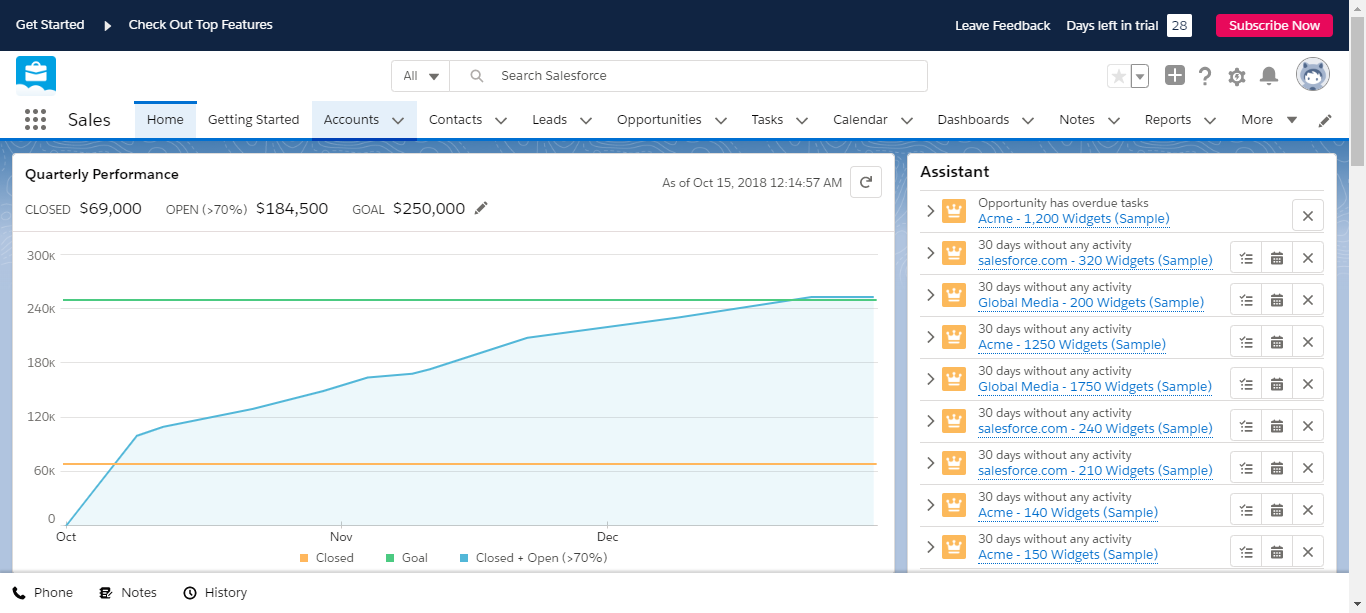 Get Started Check Out Top Features Leave Feedback Days left in trial 28 Subscribe Now
All Search Salesforce
Sales Home Getting Started Accounts Contacts Leads Opportunities Tasks Calendar Dashboards Notes Reports More
Quarterly Performance
As of Oct 15, 2018 12:14:57 AM
CLOSED $69,000 OPEN (>70%) $184,500 GOAL $250,000
300K
240K
180K
120K
60K
0
Oct Nov Dec
Closed Goal Closed + Open (>70%)
Assistant
Opportunity has overdue tasks
Acme - 1,200 Widgets (Sample)
30 days without any activity
salesforce.com - 320 Widgets (Sample)
30 days without any activity
Global Media - 200 Widgets (Sample)
30 days without any activity
Acme - 1250 Widgets (Sample)
30 days without any activity
Global Media - 1750 Widgets (Sample)
30 days without any activity
salesforce.com - 240 Widgets (Sample)
30 days without any activity
salesforce.com - 210 Widgets (Sample)
30 days without any activity
Acme - 140 Widgets (Sample)
30 days without any activity
Acme - 150 Widgets (Sample)
Phone Notes History